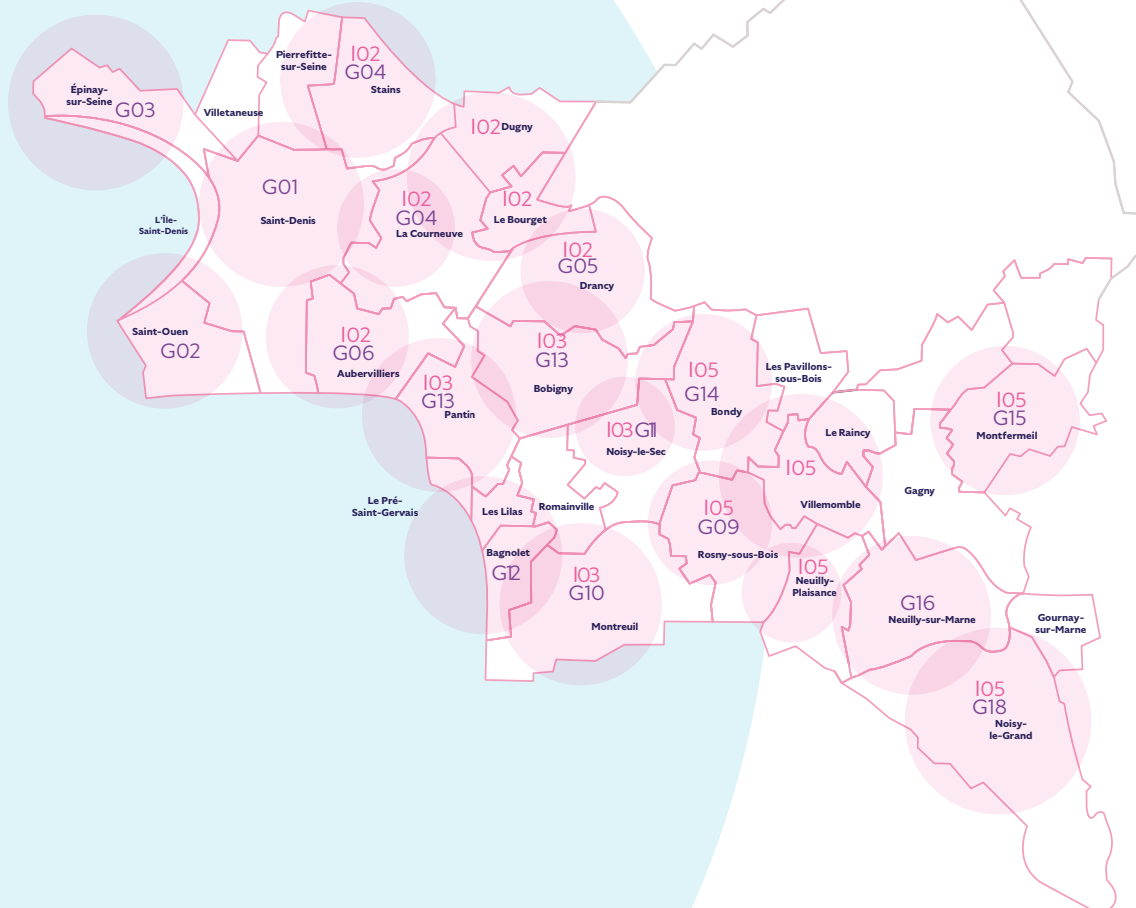 Pierrefitte-
sur-Seine
I02
G04
Stains
Épinay-
sur-Seine
G03
Villetaneuse
I02
Dugny
G01
Saint-Denis
L'Île-
Saint-Denis
I02
G04
La Courneuve
I02
Le Bourget
I02
G05
Drancy
Saint-Ouen
G02
I02
G06
Aubervilliers
I03
G13
Bobigny
I03
G13
Pantin
I05
G14
Bondy
Les Pavillons-
sous-Bois
I03
G11
Noisy-le-Sec
Le Raincy
I05
G15
Montfermeil
I05
Villemomble
Gagny
Le Pré-
Saint-Gervais
Les Lilas
Romainville
I05
G09
Rosny-sous-Bois
Bagnolet
G12
I03
G10
Montreuil
I05
Neuilly-
Plaisance
G16
Neuilly-sur-Marne
Gournay-
sur-Marne
I05
G18
Noisy-
le-Grand